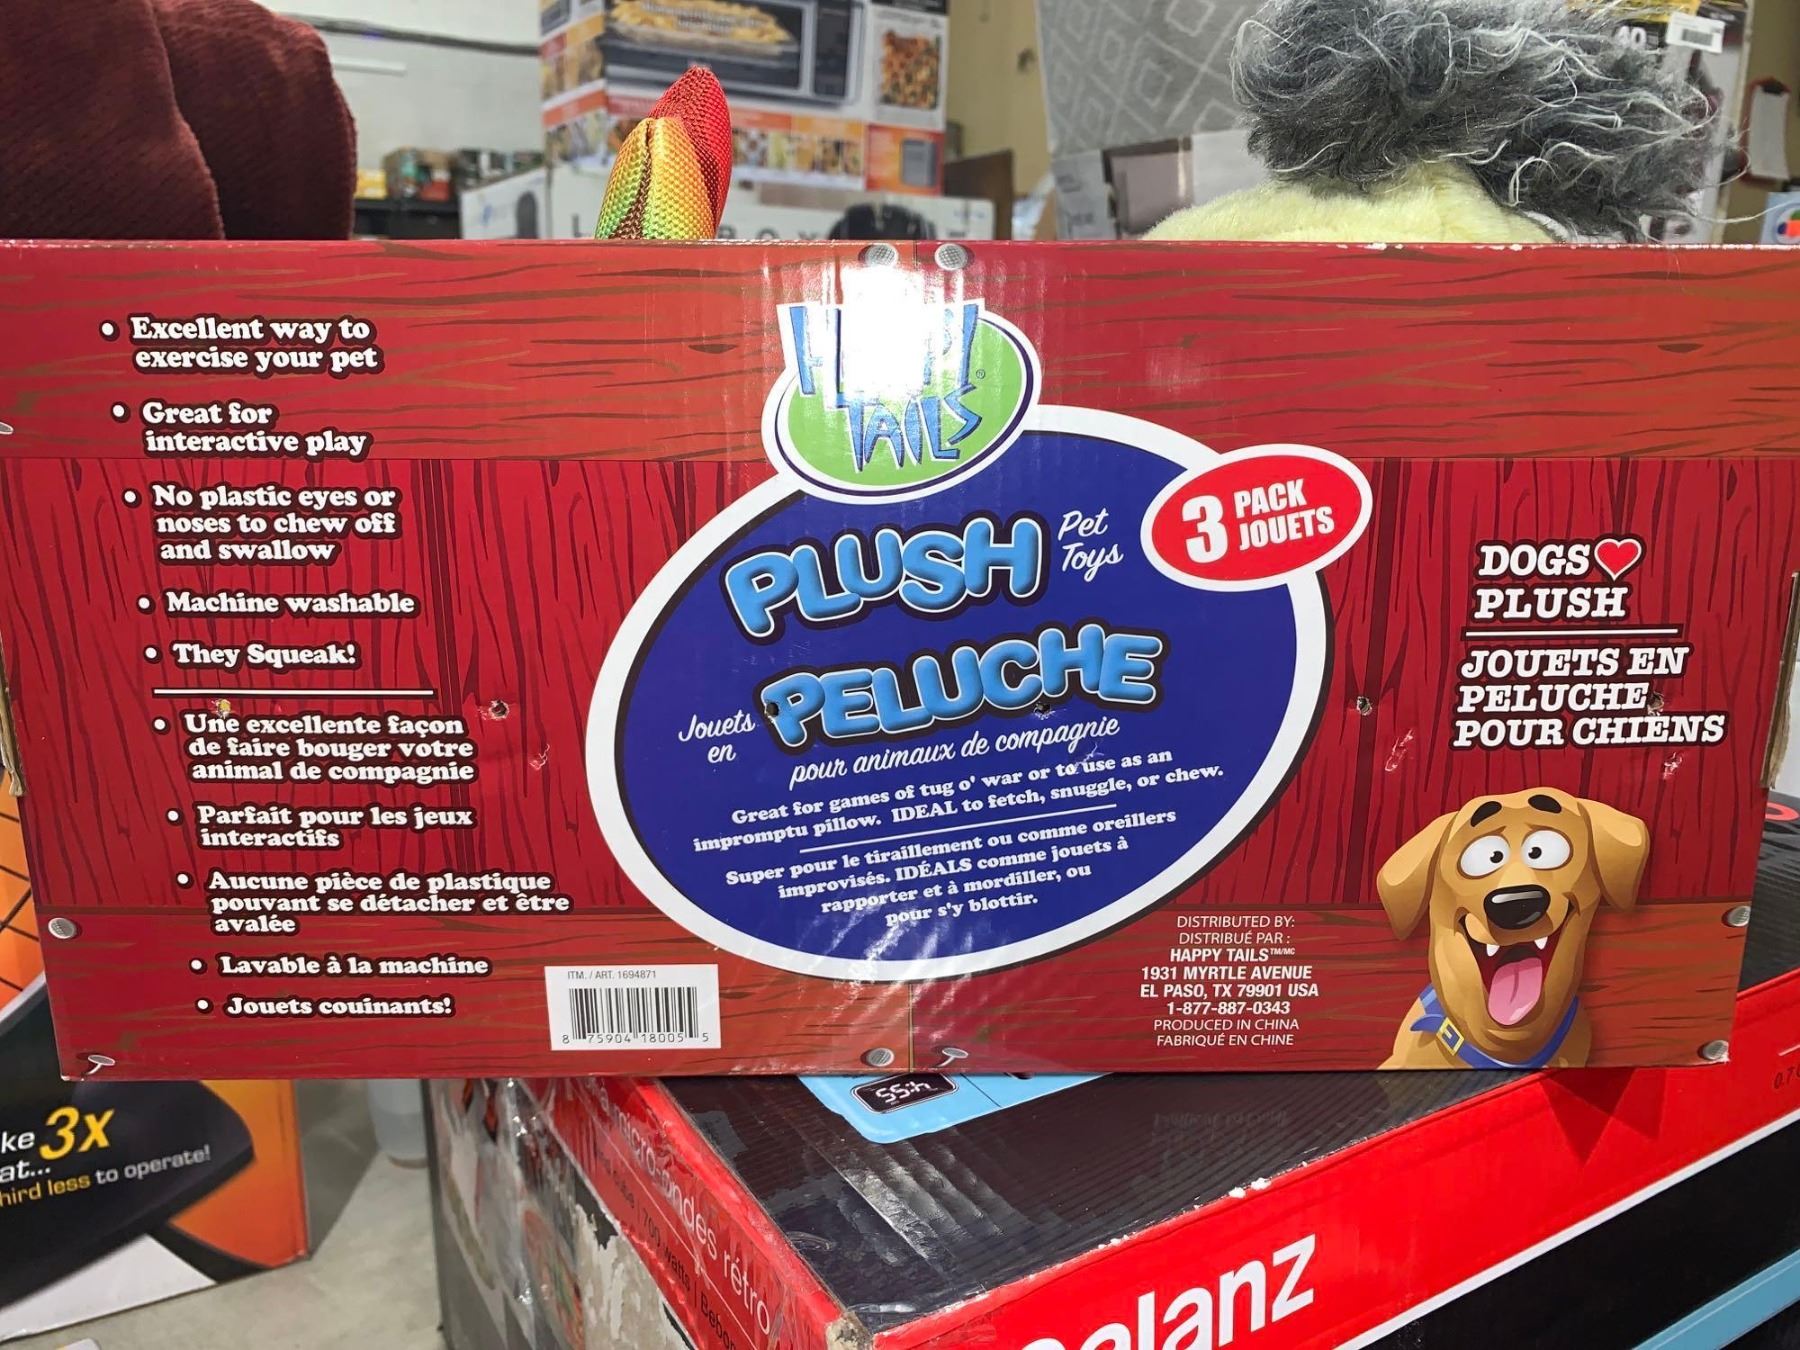 Excellent way to
exercise your pet
Great for
interactive play
No plastic eyes or
noses to chew off
and swallow
Machine washable
They Squeak!
Une excellente façon
de faire bouger votre
animal de compagnie
Parfait pour les jeux
interactifs
Aucune pièce de plastique
pouvant se détacher et être
avalée
Lavable à la machine
Jouets couinants!
ITM. / ART. 1694871
8 75904 18005 5
TAILS®
PLUSH
Pet
Toys
3 PACK
JOUETS
Jouets
en
PELUCHE
pour animaux de compagnie
Great for games of tug o' war or to use as an
impromptu pillow. IDEAL to fetch, snuggle, or chew.
Super pour le tiraillement ou comme oreillers
improvisés. IDÉALS comme jouets à
rapporter et à mordiller, ou
pour s'y blottir.
DOGS
PLUSH
JOUETS EN
PELUCHE
POUR CHIENS
DISTRIBUTED BY:
DISTRIBUÉ PAR :
HAPPY TAILS™/MC
1931 MYRTLE AVENUE
EL PASO, TX 79901 USA
1-877-887-0343
PRODUCED IN CHINA
FABRIQUÉ EN CHINE
40
3X
less to operate!
rétro
700 watts